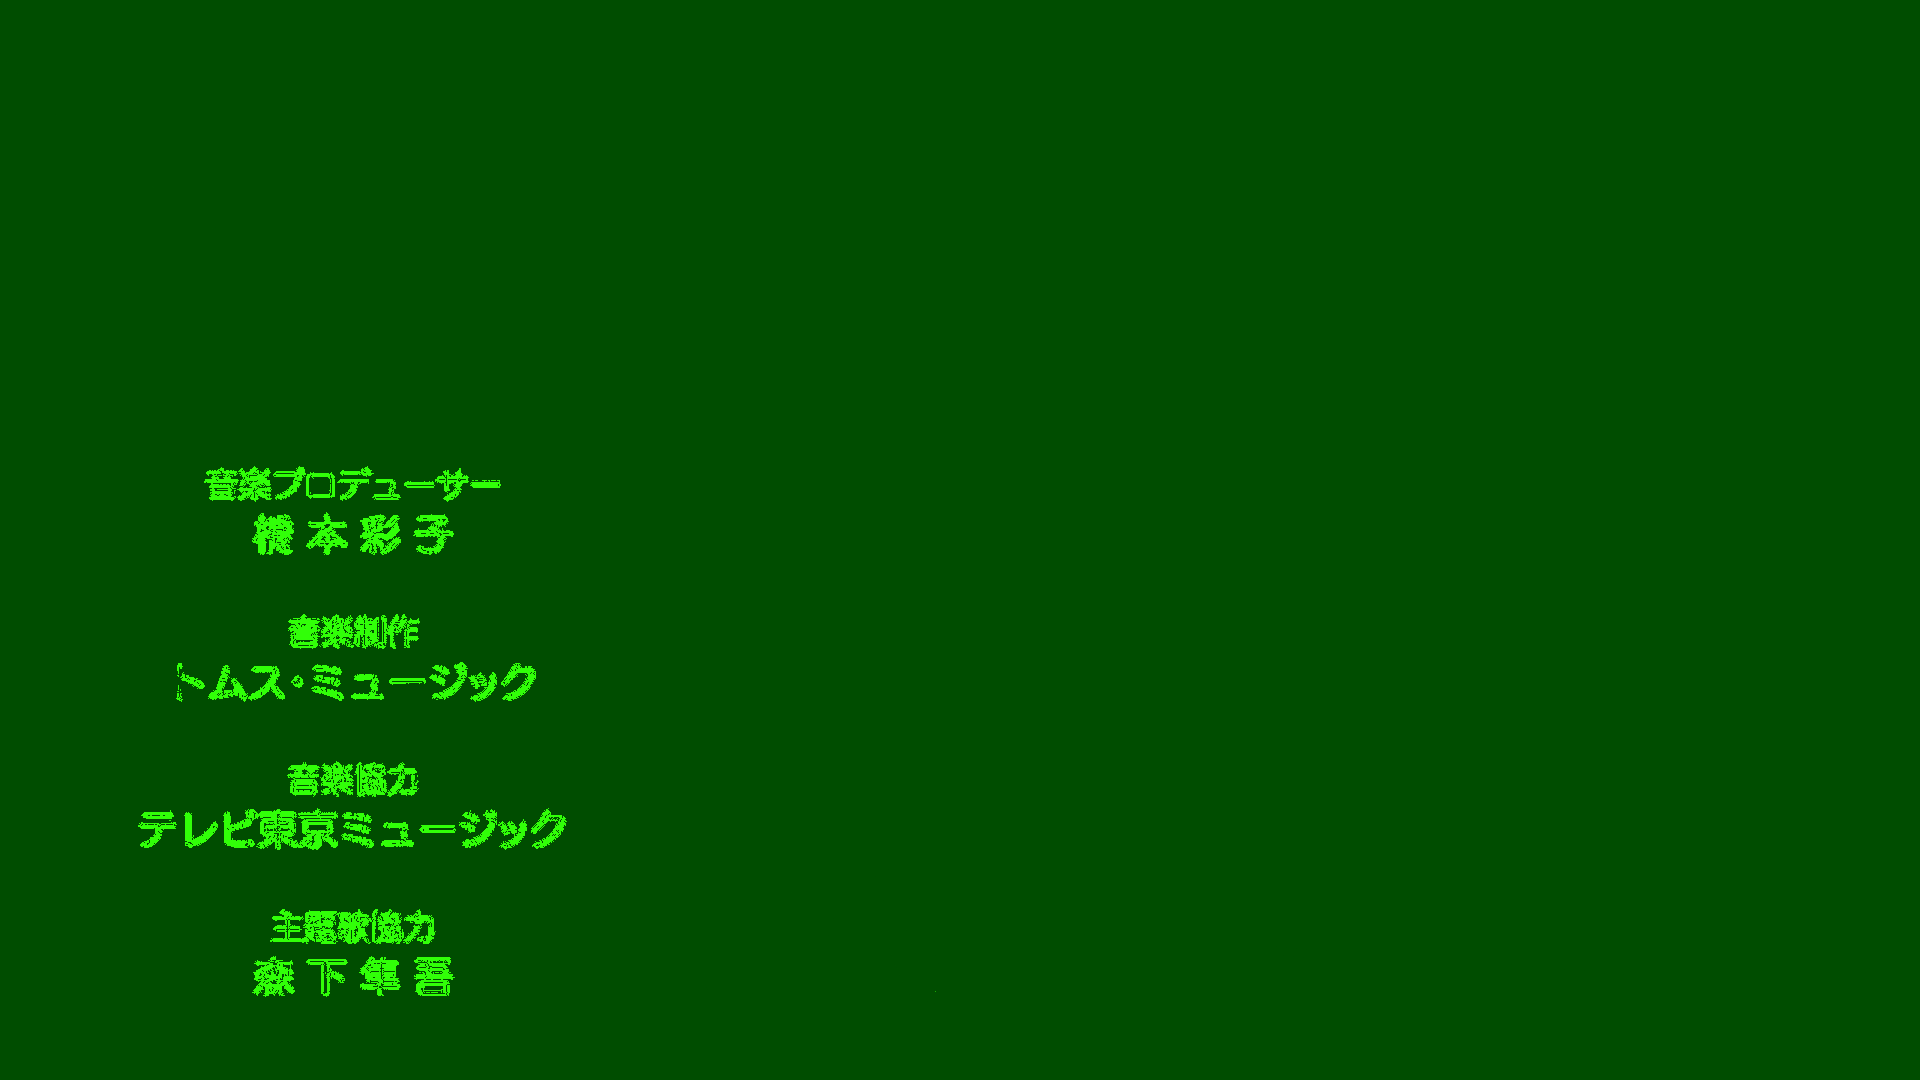 音楽プロデューサー
橋本彩子
音楽制作
トムス・ミュージック
音楽協力
テレビ東京ミュージック
主題歌協力
森下隼吾